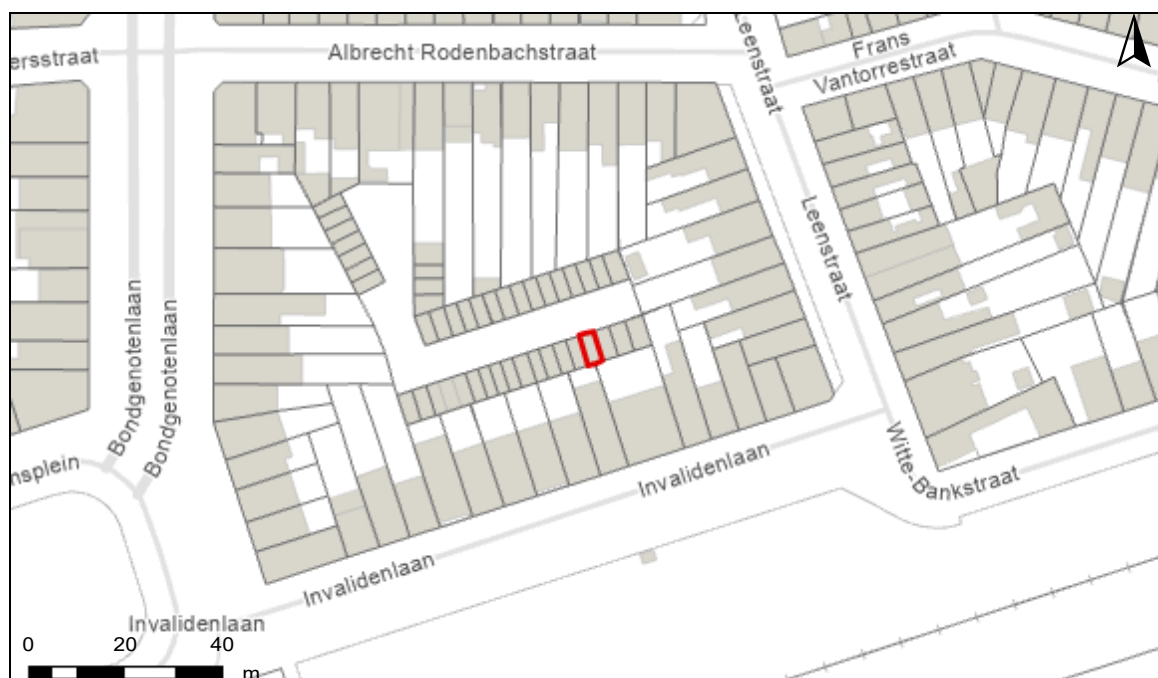 Albrecht Rodenbachstraat
ersstraat
Leenstraat
Frans
Vantorrestraat
Leenstraat
Bondgenotenlaan
Bondgenotenlaan
nsplein
Witte-Bankstraat
Invalidenlaan
Invalidenlaan
Invalidenlaan
0 20 40
m